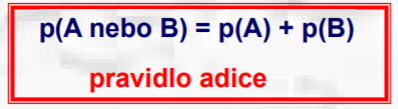 p(A nebo B) = p(A) + p(B)
pravidlo adice